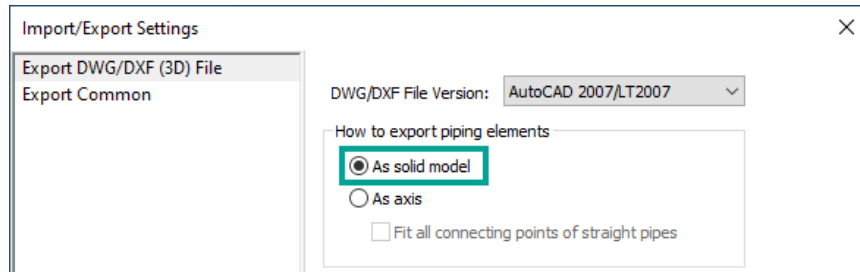 Import/Export Settings
Export DWG/DXF (3D) File
Export Common
DWG/DXF File Version: AutoCAD 2007/LT2007
How to export piping elements
As solid model
As axis
Fit all connecting points of straight pipes